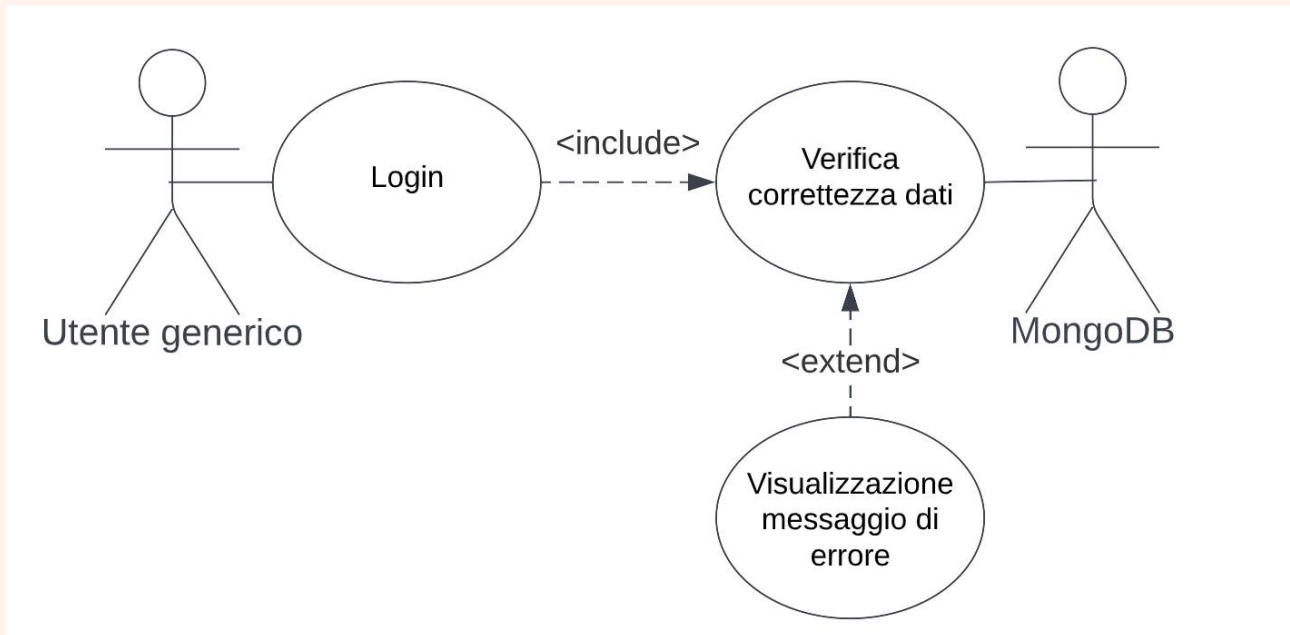 Login
<include>
Verifica
correttezza dati
Utente generico
MongoDB
<extend>
Visualizzazione
messaggio di
errore